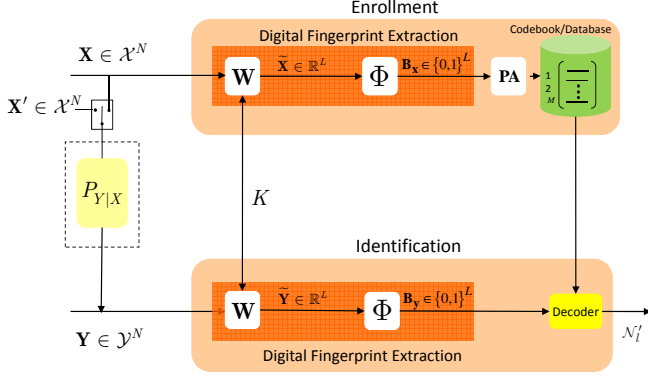 Enrollment
Digital Fingerprint Extraction
Codebook/Database
𝐗 ∈ 𝒳^N
𝐖
𝐗̃ ∈ ℝ^L
Φ
𝐁_𝐱 ∈ {0,1}^L
PA
1
2
M
𝐗′ ∈ 𝒳^N
P_{Y|X}
K
Identification
𝐘 ∈ 𝒴^N
𝐖
𝐘̃ ∈ ℝ^L
Φ
𝐁_𝐲 ∈ {0,1}^L
Decoder
𝒩_l′
Digital Fingerprint Extraction